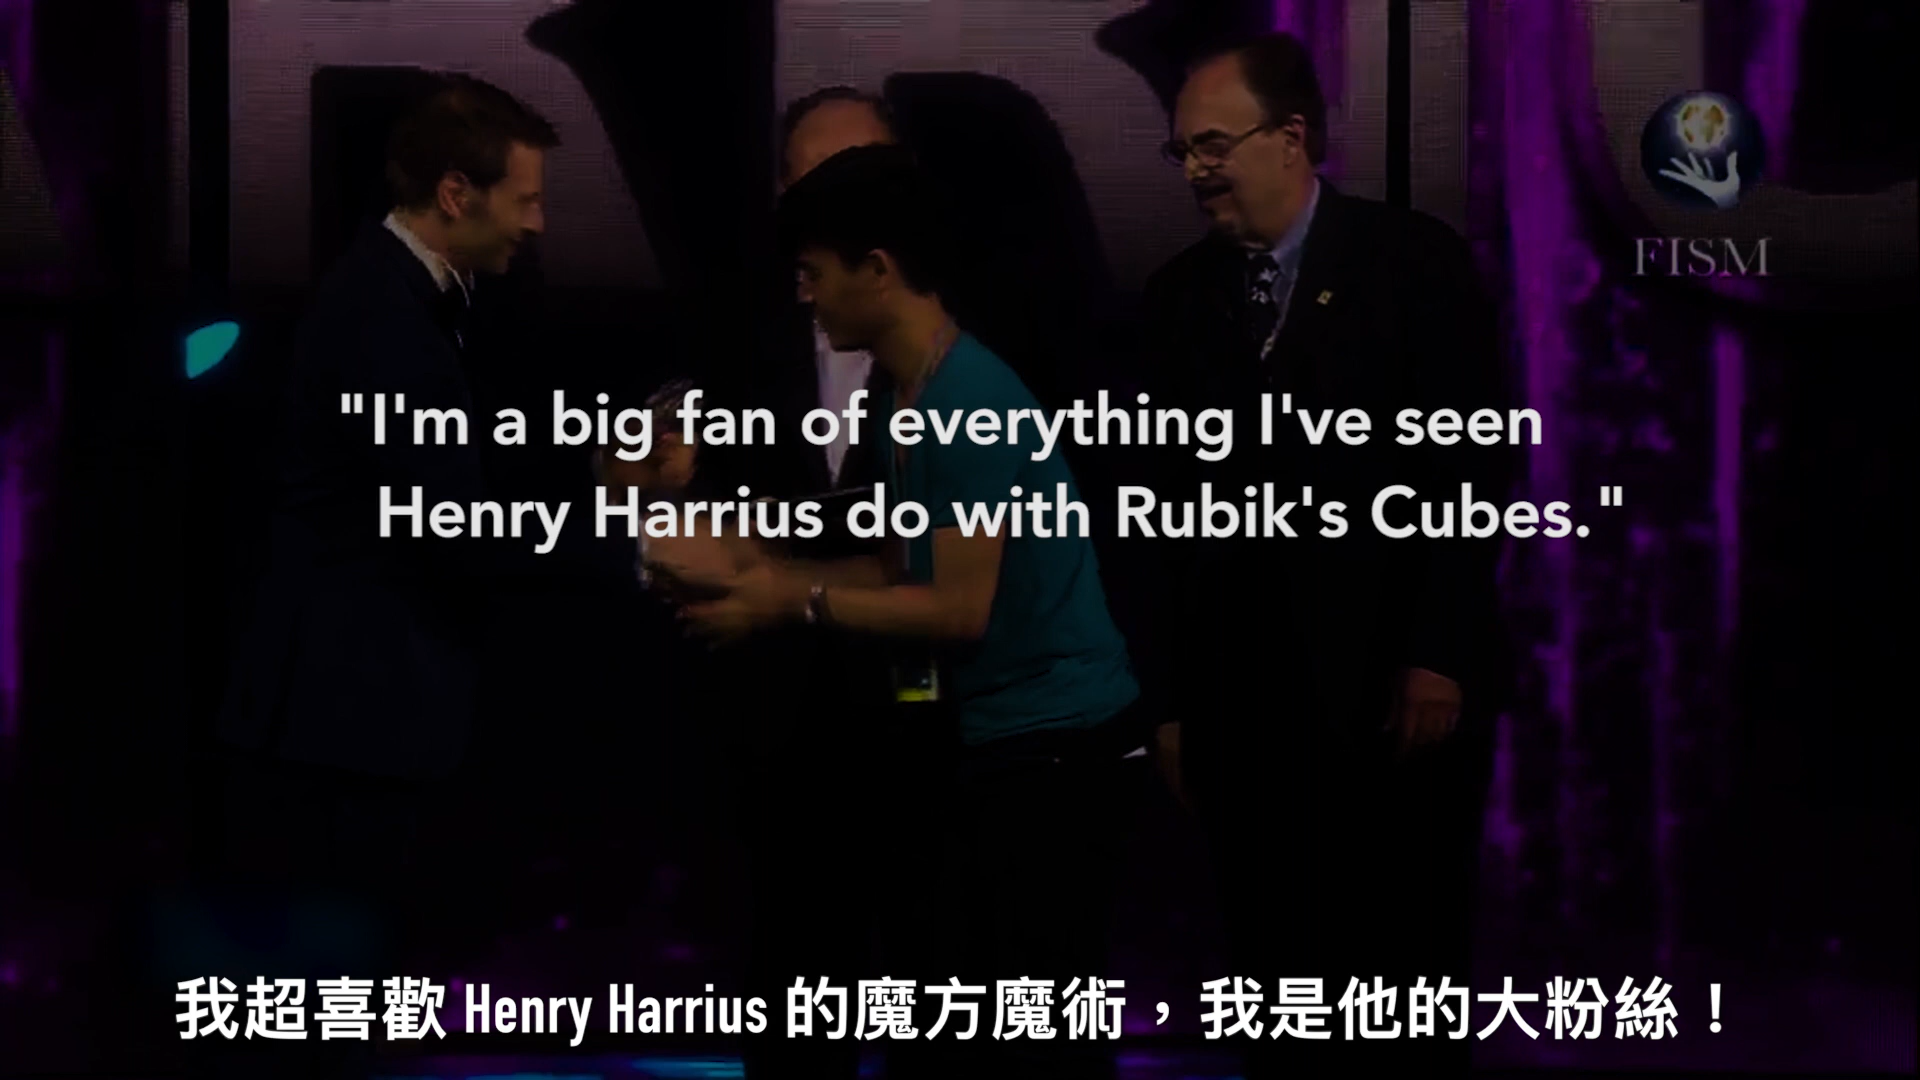 FISM
"I'm a big fan of everything I've seen
Henry Harrius do with Rubik's Cubes."
我超喜歡 Henry Harrius 的魔方魔術，我是他的大粉絲！